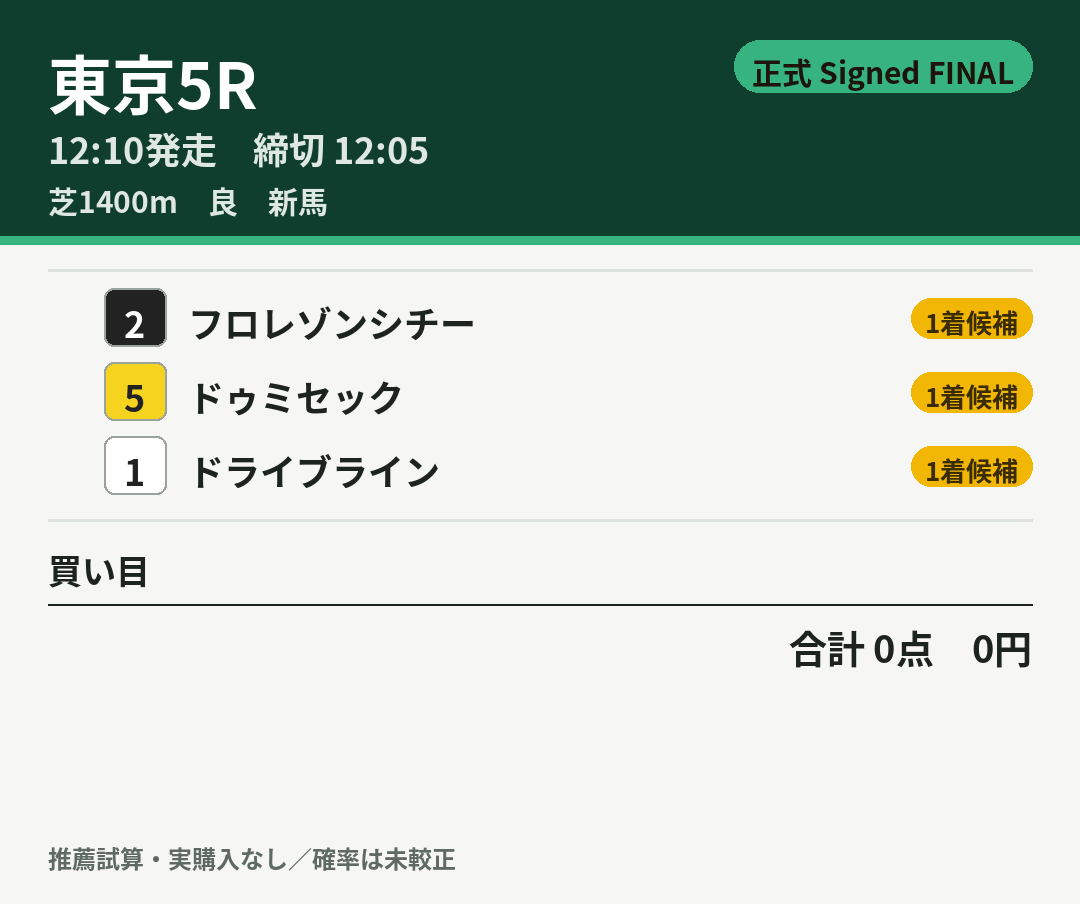 東京5R
正式 Signed FINAL
12:10発走　締切 12:05
芝1400m　良　新馬
2 フロレゾンシチー 1着候補
5 ドゥミセック 1着候補
1 ドライブライン 1着候補
買い目
合計 0点　0円
推薦試算・実購入なし／確率は未較正